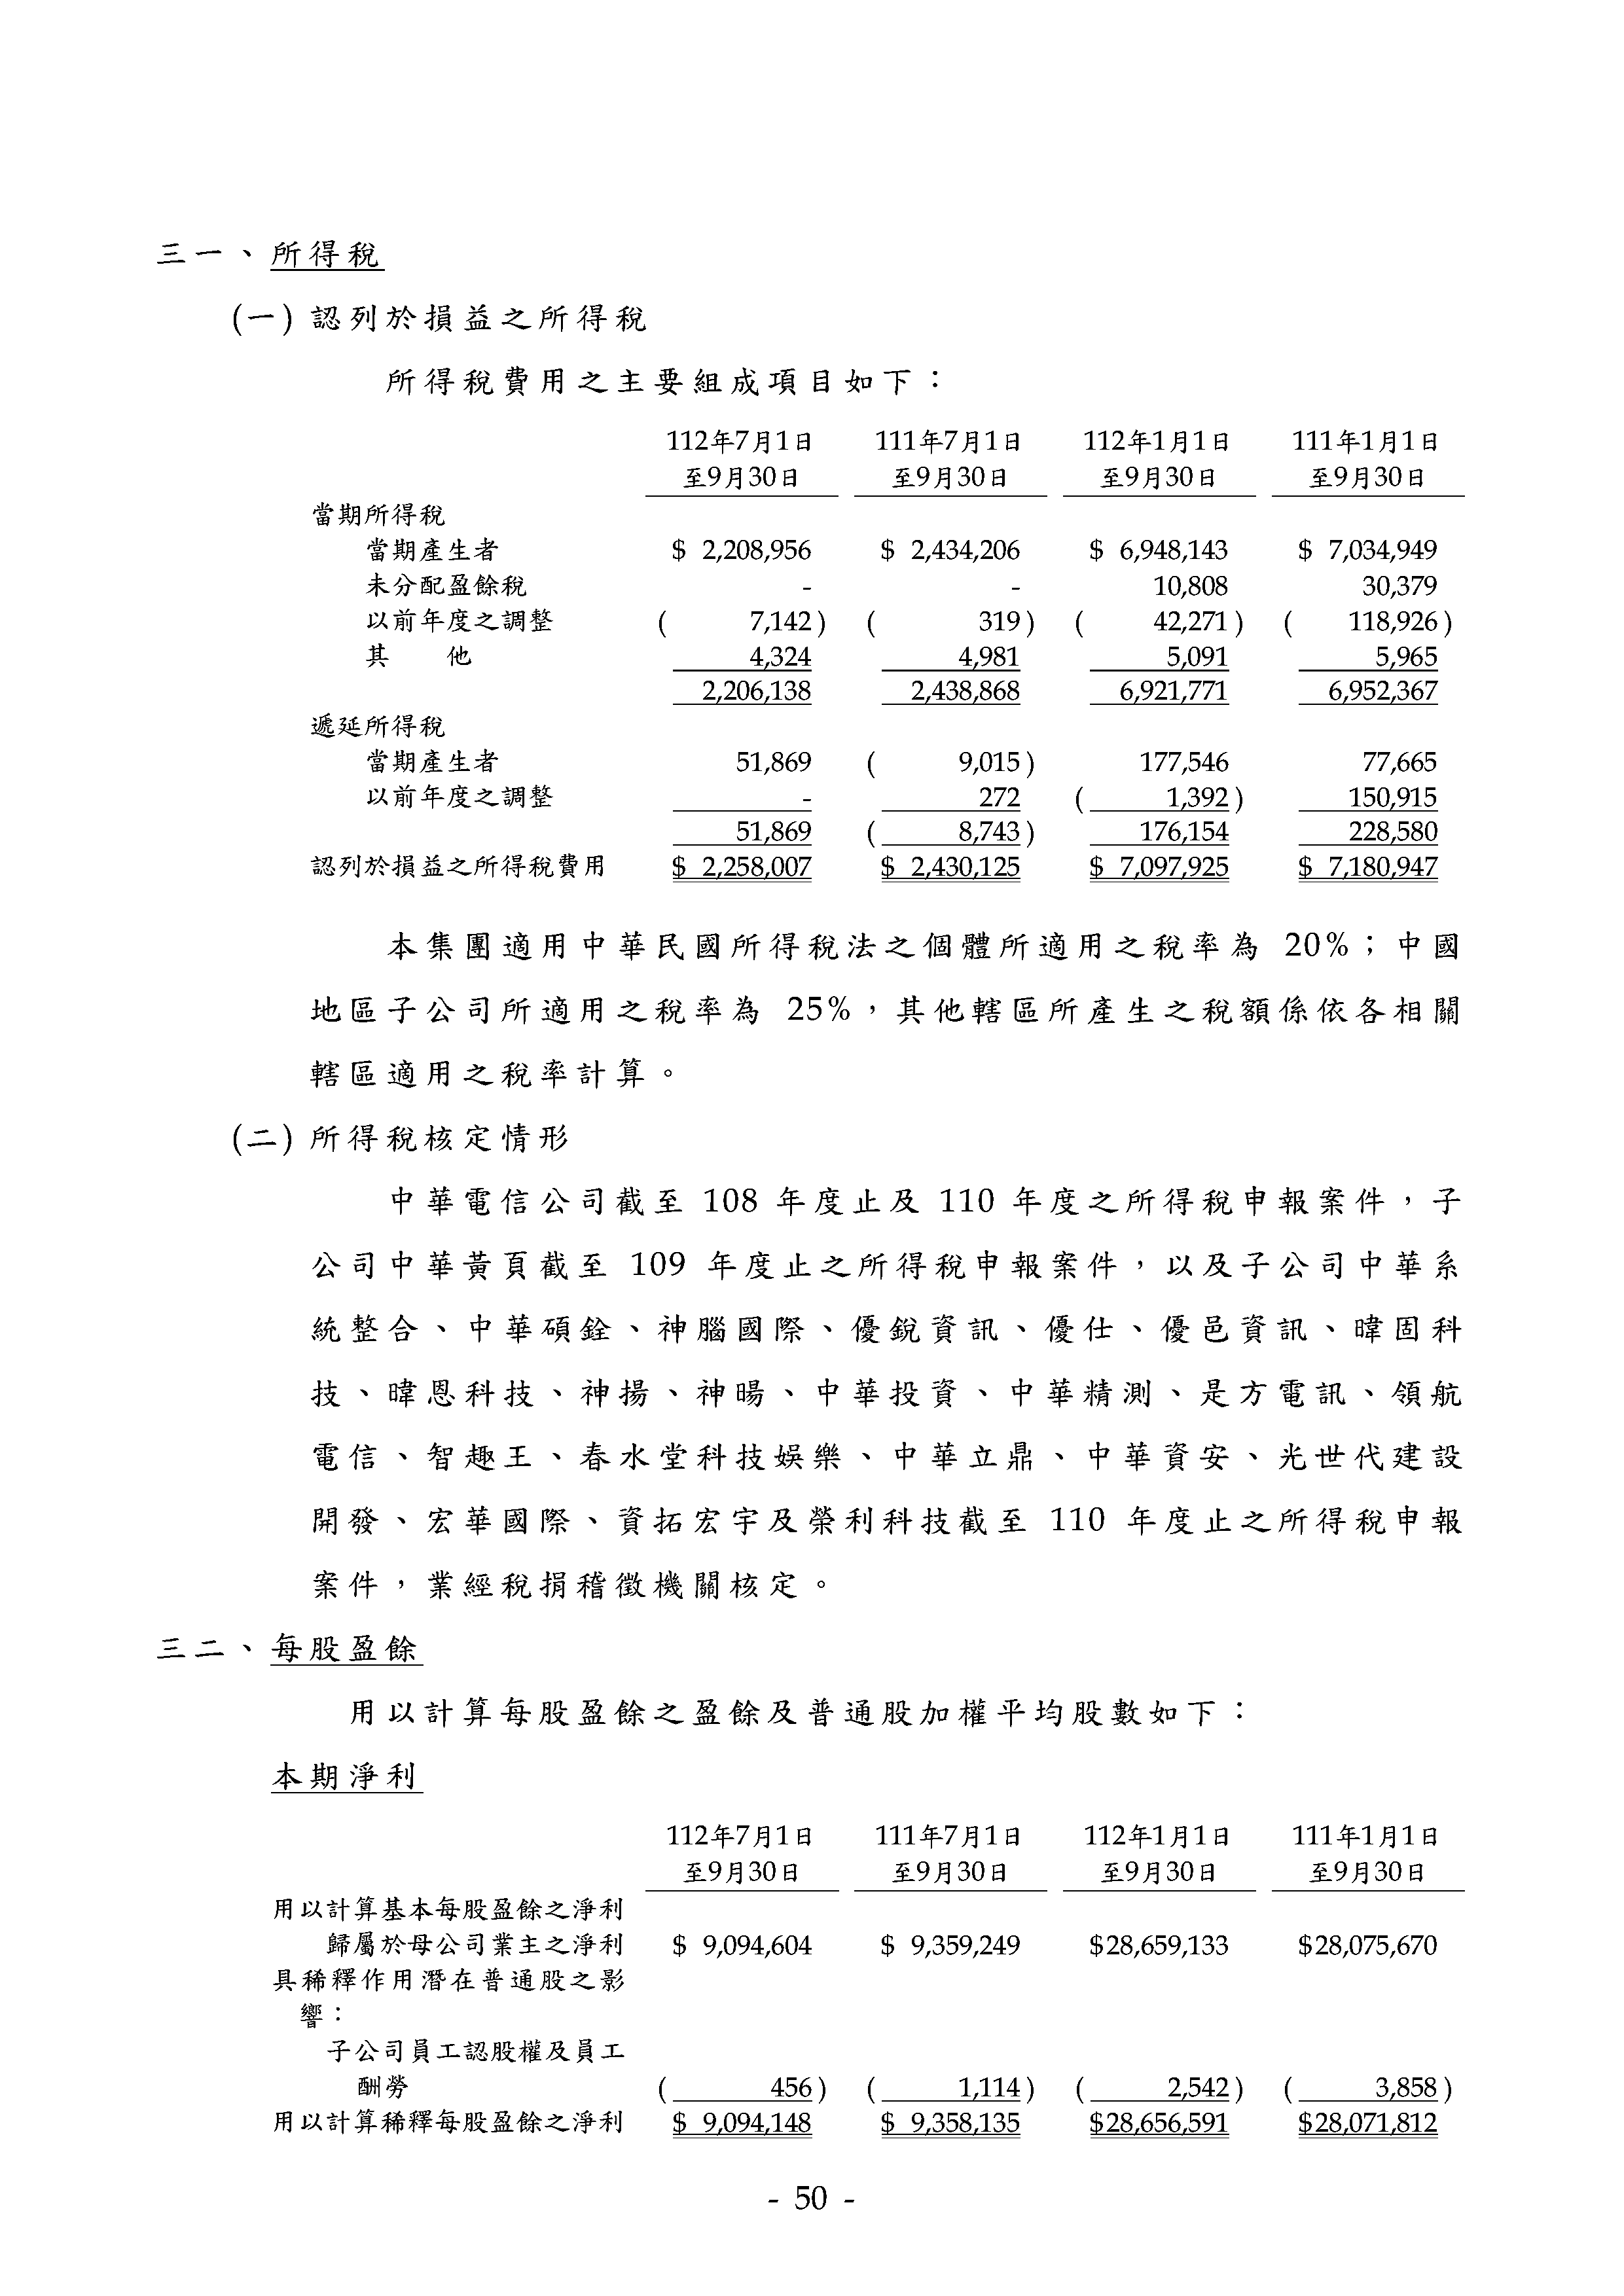 三一、所得稅
(一) 認列於損益之所得稅
所得稅費用之主要組成項目如下：
112年7月1日 111年7月1日 112年1月1日 111年1月1日
至9月30日 至9月30日 至9月30日 至9月30日
當期所得稅
當期產生者 $ 2,208,956 $ 2,434,206 $ 6,948,143 $ 7,034,949
未分配盈餘稅 - - 10,808 30,379
以前年度之調整 ( 7,142 ) ( 319 ) ( 42,271 ) ( 118,926 )
其 他 4,324 4,981 5,091 5,965
2,206,138 2,438,868 6,921,771 6,952,367
遞延所得稅
當期產生者 51,869 ( 9,015 ) 177,546 77,665
以前年度之調整 - 272 ( 1,392 ) 150,915
51,869 ( 8,743 ) 176,154 228,580
認列於損益之所得稅費用 $ 2,258,007 $ 2,430,125 $ 7,097,925 $ 7,180,947
本集團適用中華民國所得稅法之個體所適用之稅率為 20%；中國
地區子公司所適用之稅率為 25%，其他轄區所產生之稅額係依各相關
轄區適用之稅率計算。
(二) 所得稅核定情形
中華電信公司截至 108 年度止及 110 年度之所得稅申報案件，子
公司中華黃頁截至 109 年度止之所得稅申報案件，以及子公司中華系
統整合、中華碩銓、神腦國際、優銳資訊、優仕、優邑資訊、暐固科
技、暐恩科技、神揚、神暘、中華投資、中華精測、是方電訊、領航
電信、智趣王、春水堂科技娛樂、中華立鼎、中華資安、光世代建設
開發、宏華國際、資拓宏宇及榮利科技截至 110 年度止之所得稅申報
案件，業經稅捐稽徵機關核定。
三二、每股盈餘
用以計算每股盈餘之盈餘及普通股加權平均股數如下：
本期淨利
112年7月1日 111年7月1日 112年1月1日 111年1月1日
至9月30日 至9月30日 至9月30日 至9月30日
用以計算基本每股盈餘之淨利
歸屬於母公司業主之淨利 $ 9,094,604 $ 9,359,249 $28,659,133 $28,075,670
具稀釋作用潛在普通股之影
響：
子公司員工認股權及員工
酬勞 ( 456 ) ( 1,114 ) ( 2,542 ) ( 3,858 )
用以計算稀釋每股盈餘之淨利 $ 9,094,148 $ 9,358,135 $28,656,591 $28,071,812
- 50 -